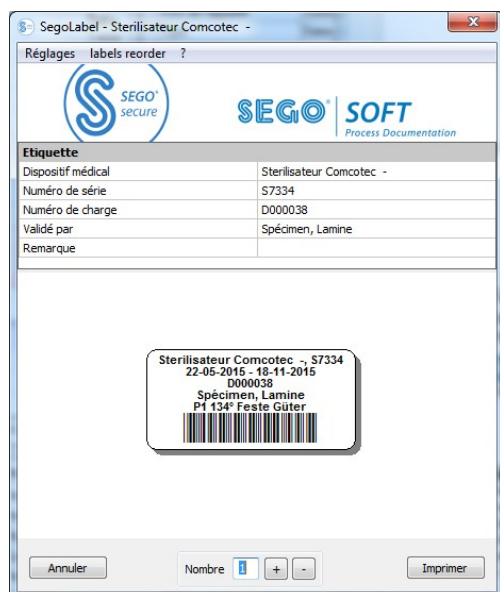 SegoLabel - Sterilisateur Comcotec -
Réglages labels reorder ?
SEGO°
secure
SEGO° SOFT
Process Documentation
Etiquette
Dispositif médical Sterilisateur Comcotec -
Numéro de série S7334
Numéro de charge D000038
Validé par Spécimen, Lamine
Remarque
Sterilisateur Comcotec -, S7334
22-05-2015 - 18-11-2015
D000038
Spécimen, Lamine
P1 134° Feste Güter
Annuler Nombre 1 + - Imprimer